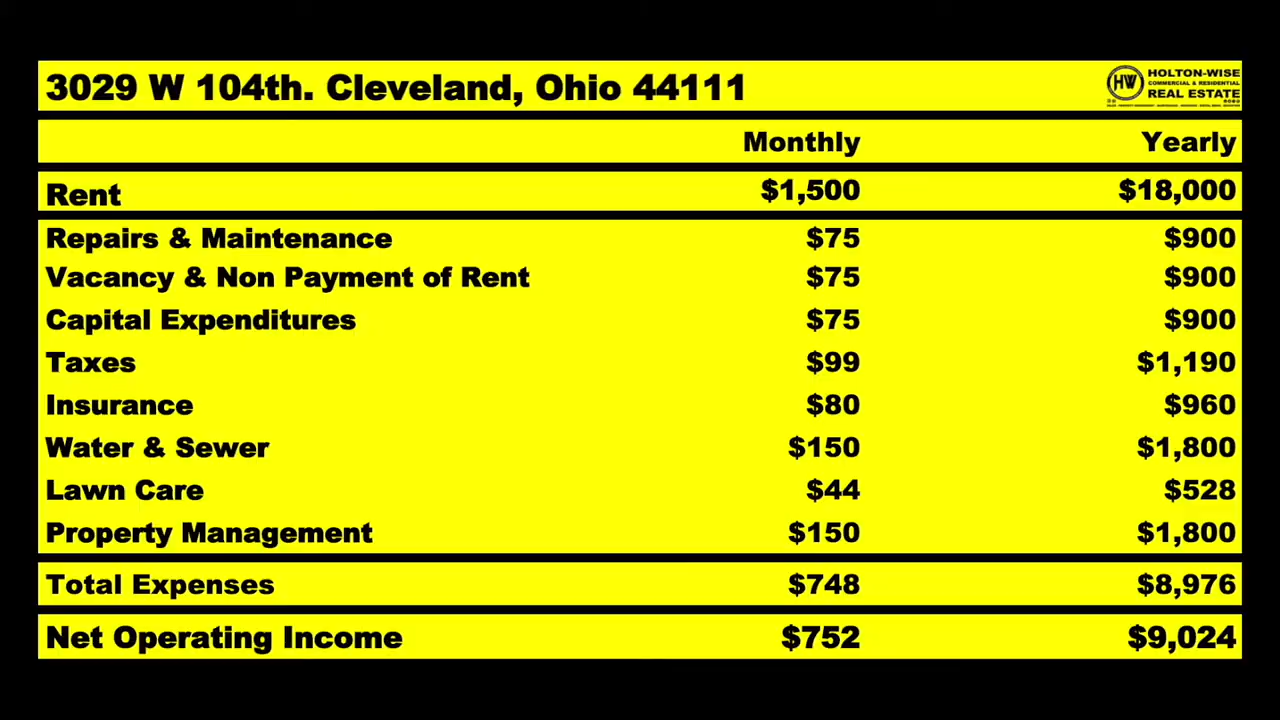 3029 W 104th. Cleveland, Ohio 44111
HW
HOLTON-WISE
COMMERCIAL & RESIDENTIAL
REAL ESTATE
Monthly Yearly
Rent $1,500 $18,000
Repairs & Maintenance $75 $900
Vacancy & Non Payment of Rent $75 $900
Capital Expenditures $75 $900
Taxes $99 $1,190
Insurance $80 $960
Water & Sewer $150 $1,800
Lawn Care $44 $528
Property Management $150 $1,800
Total Expenses $748 $8,976
Net Operating Income $752 $9,024